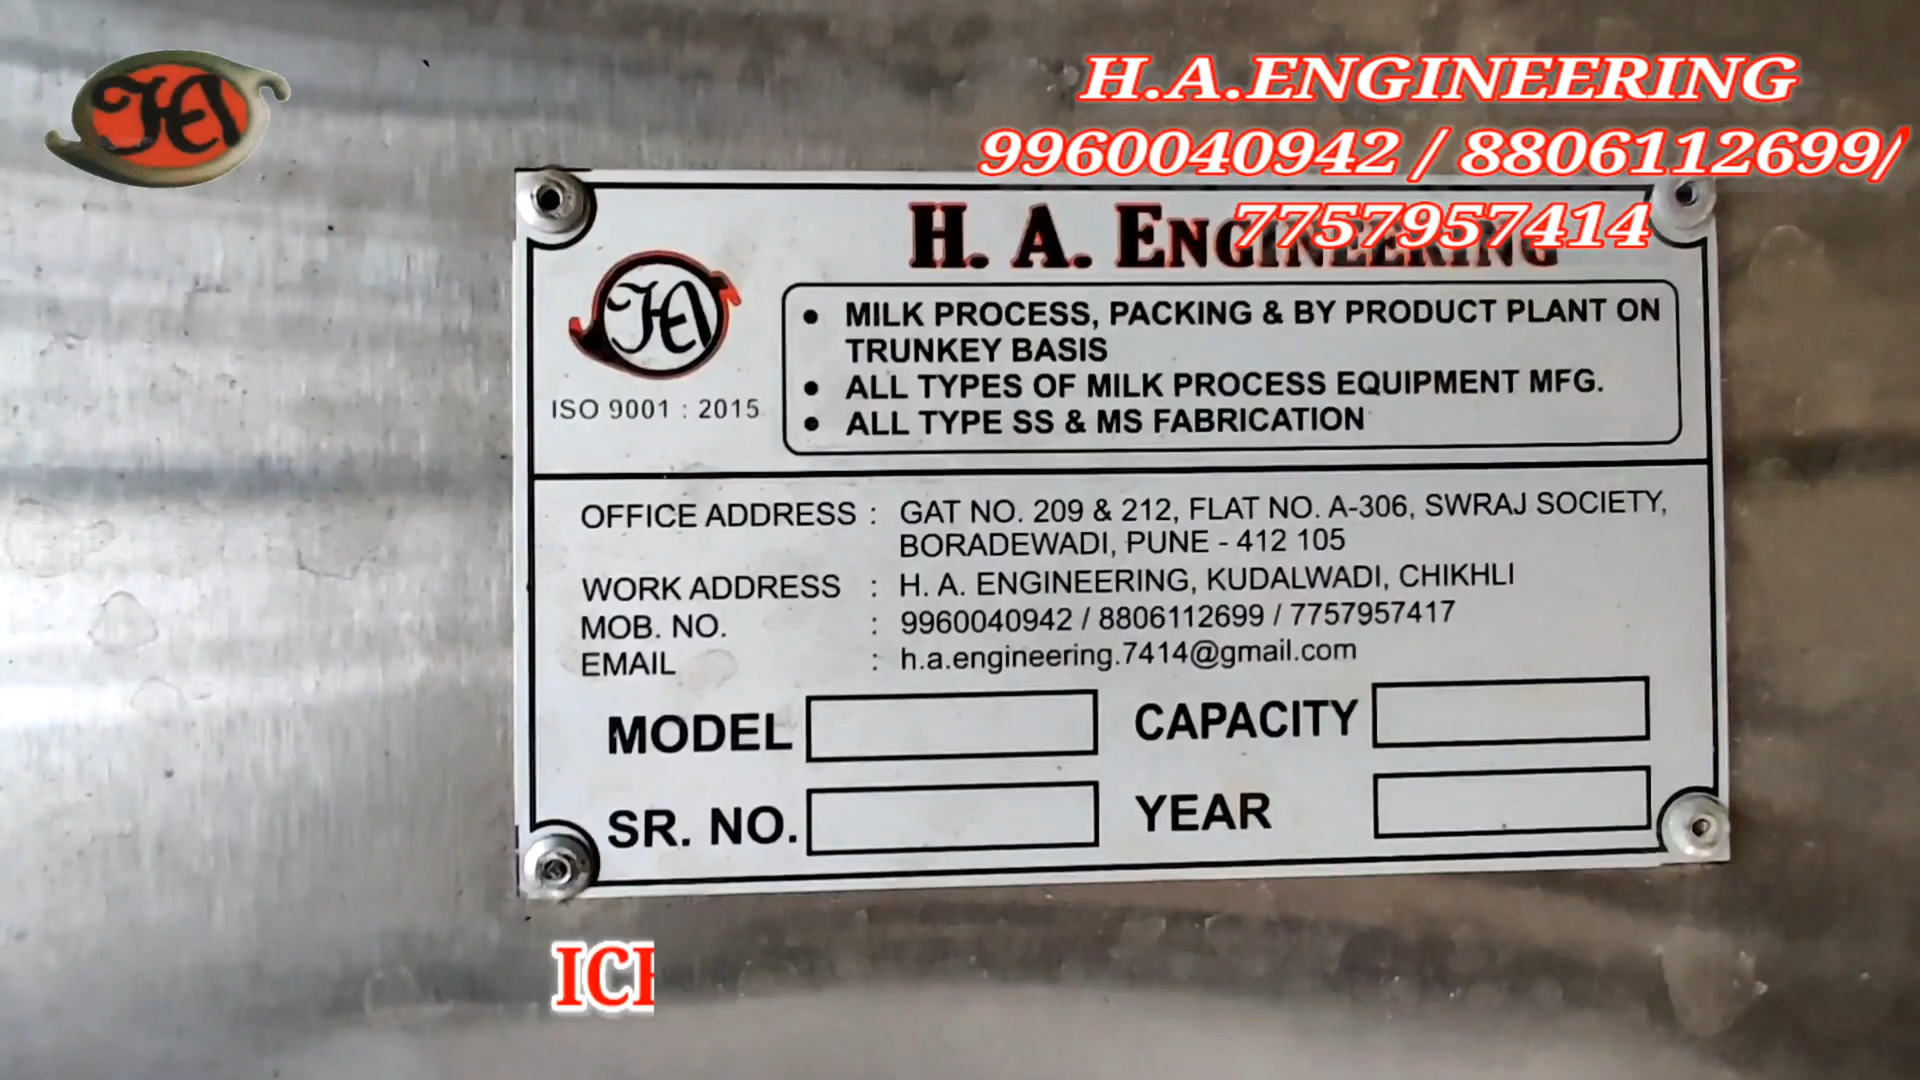 H.A.ENGINEERING
9960040942 / 8806112699/
7757957414
HA
H. A. ENGINEERING
HA
ISO 9001 : 2015
• MILK PROCESS, PACKING & BY PRODUCT PLANT ON
TRUNKEY BASIS
• ALL TYPES OF MILK PROCESS EQUIPMENT MFG.
• ALL TYPE SS & MS FABRICATION
OFFICE ADDRESS : GAT NO. 209 & 212, FLAT NO. A-306, SWRAJ SOCIETY,
BORADEWADI, PUNE - 412 105
WORK ADDRESS : H. A. ENGINEERING, KUDALWADI, CHIKHLI
MOB. NO. : 9960040942 / 8806112699 / 7757957417
EMAIL : h.a.engineering.7414@gmail.com
MODEL CAPACITY
SR. NO. YEAR